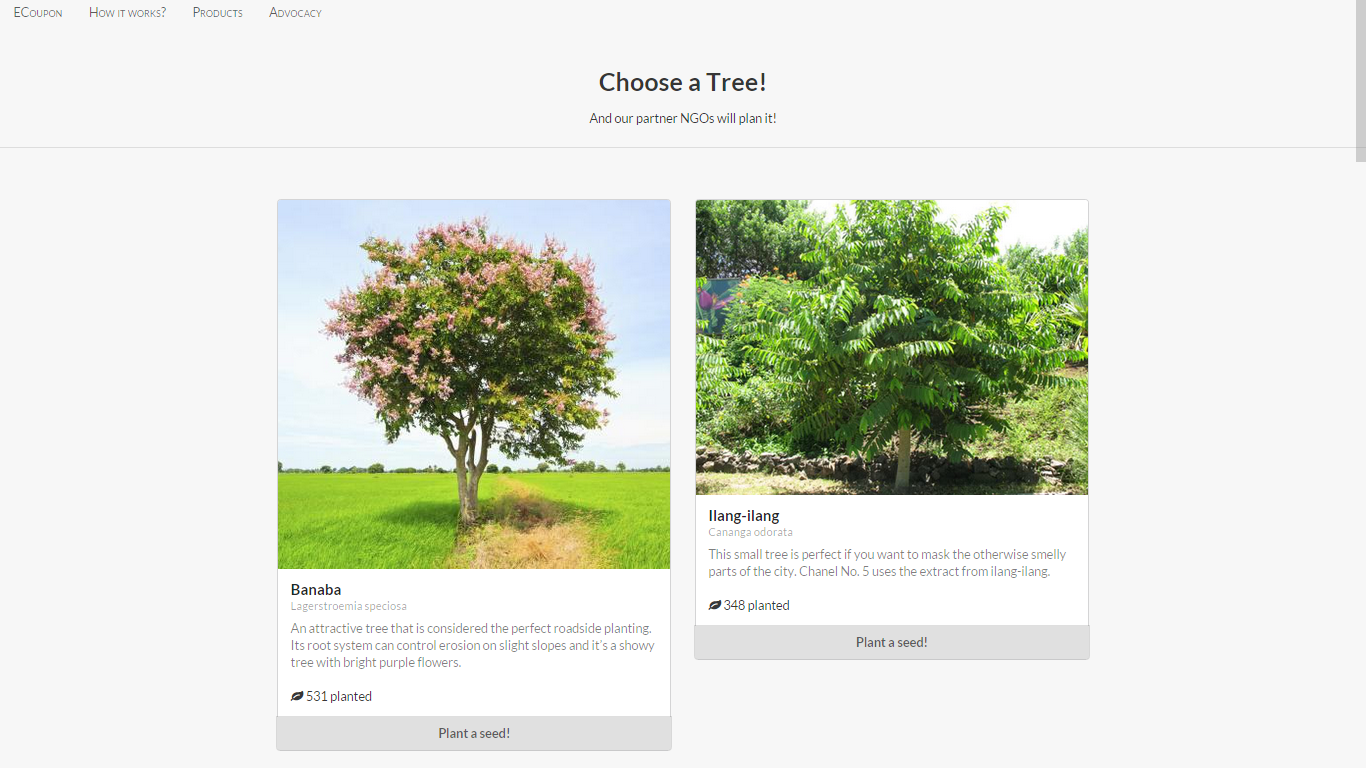 ECoupon How it works? Products Advocacy
Choose a Tree!
And our partner NGOs will plan it!
Banaba
Lagerstroemia speciosa
An attractive tree that is considered the perfect roadside planting.
Its root system can control erosion on slight slopes and it's a showy
tree with bright purple flowers.
531 planted
Plant a seed!
Ilang-ilang
Cananga odorata
This small tree is perfect if you want to mask the otherwise smelly
parts of the city. Chanel No. 5 uses the extract from ilang-ilang.
348 planted
Plant a seed!